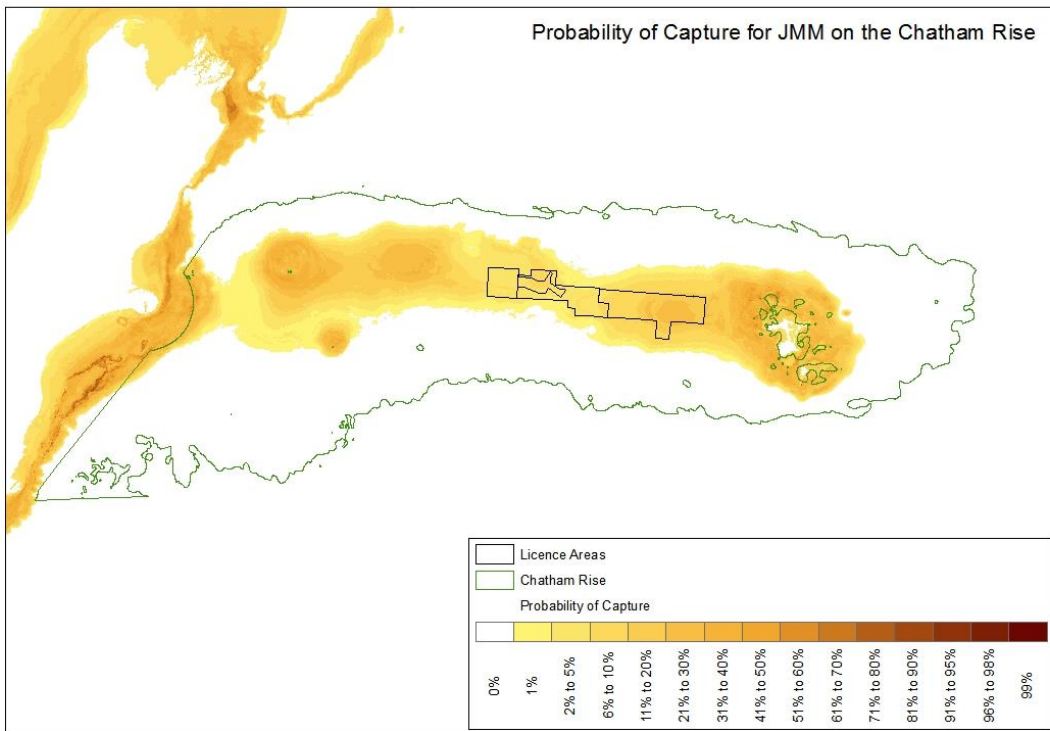 Probability of Capture for JMM on the Chatham Rise
Licence Areas
Chatham Rise
Probability of Capture
0%
1%
2% to 5%
6% to 10%
11% to 20%
21% to 30%
31% to 40%
41% to 50%
51% to 60%
61% to 70%
71% to 80%
81% to 90%
91% to 95%
96% to 98%
99%